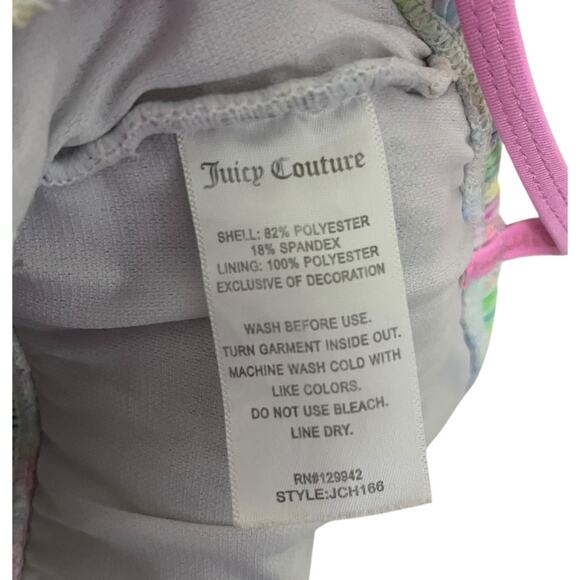 Juicy Couture
SHELL: 82% POLYESTER
18% SPANDEX
LINING: 100% POLYESTER
EXCLUSIVE OF DECORATION
WASH BEFORE USE.
TURN GARMENT INSIDE OUT.
MACHINE WASH COLD WITH
LIKE COLORS.
DO NOT USE BLEACH.
LINE DRY.
RN#129942
STYLE:JCH166